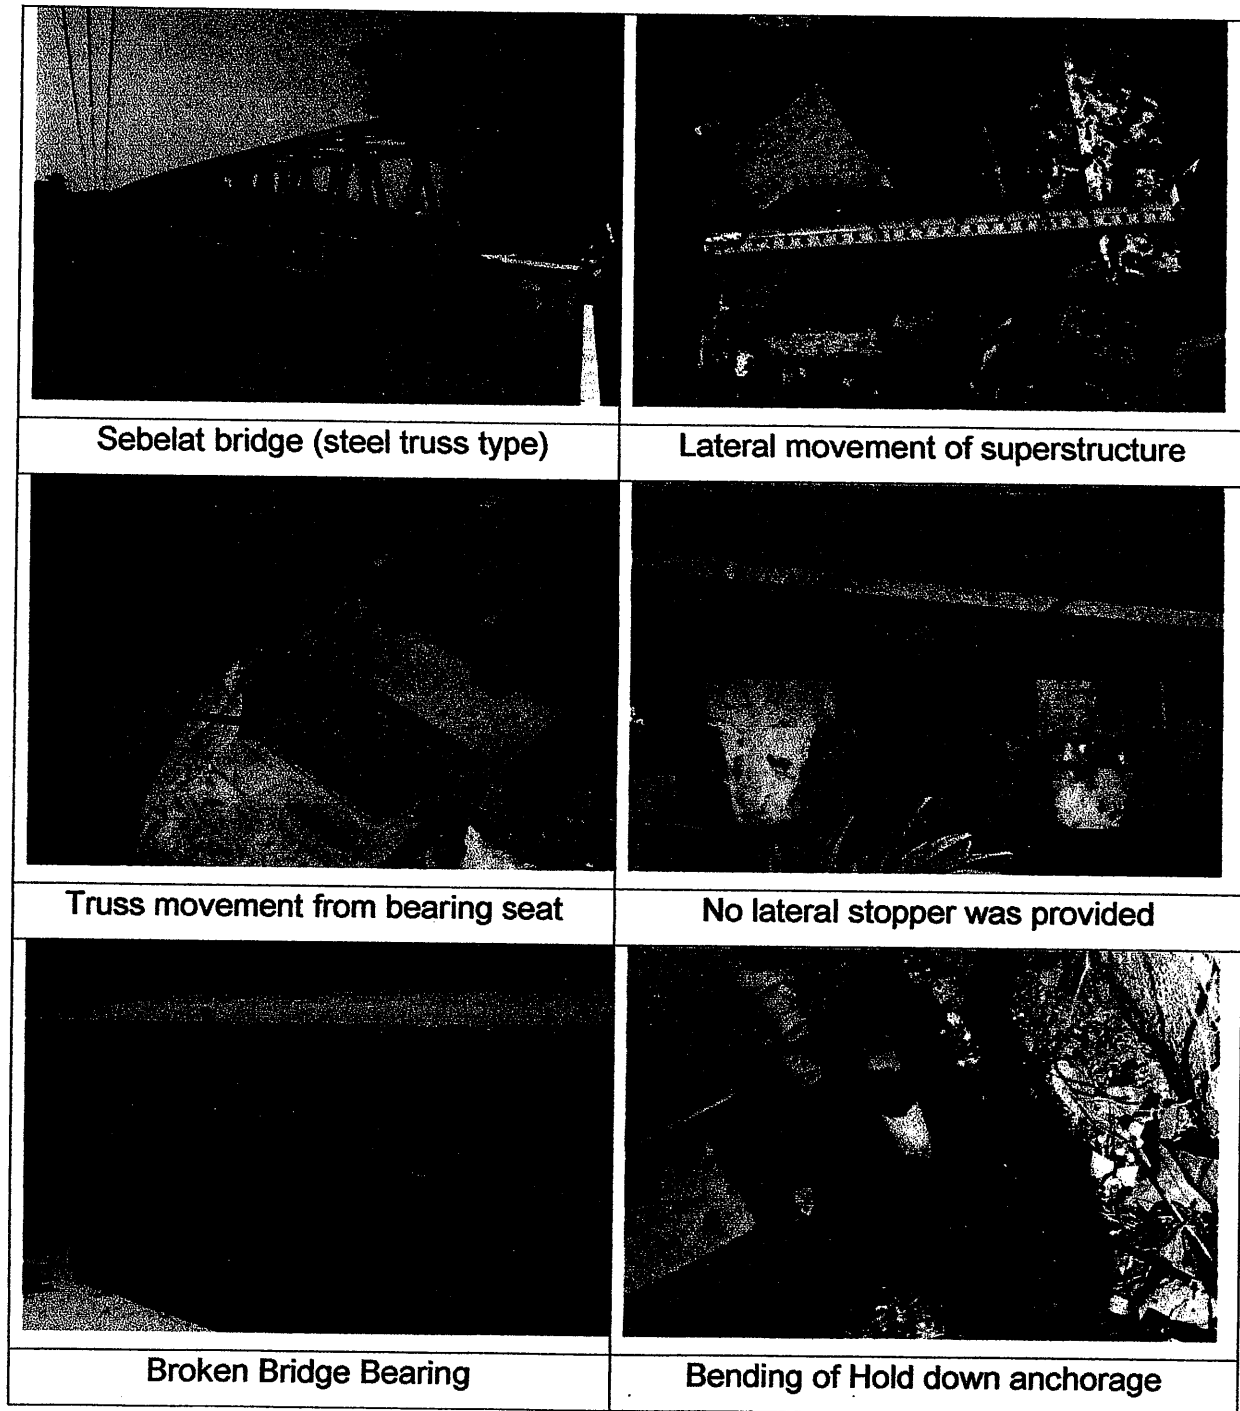 Sebelat bridge (steel truss type)
Lateral movement of superstructure
Truss movement from bearing seat
No lateral stopper was provided
Broken Bridge Bearing
Bending of Hold down anchorage